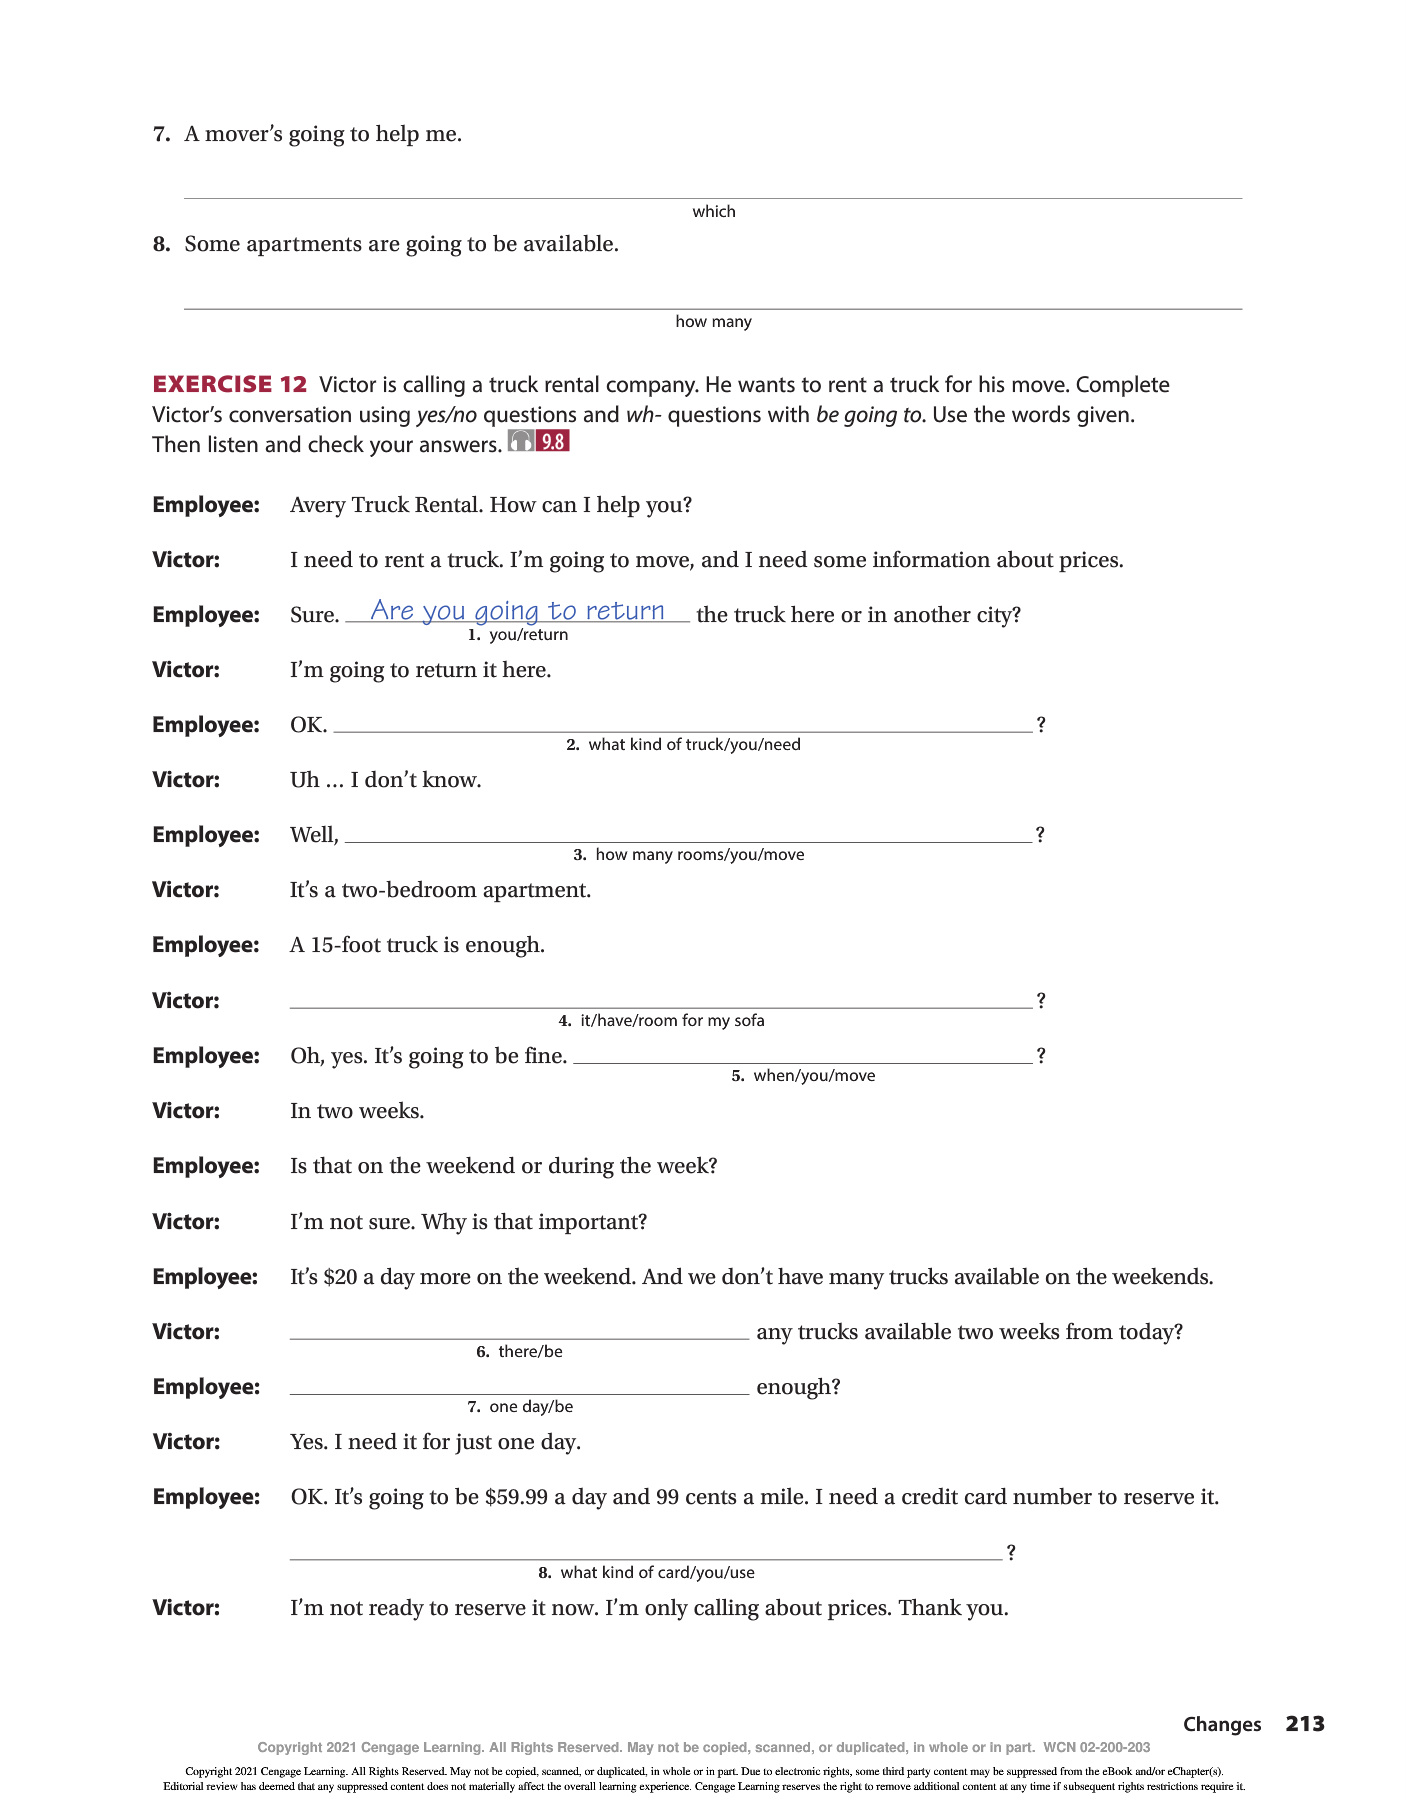 7. A mover’s going to help me.
which
8. Some apartments are going to be available.
how many
EXERCISE 12 Victor is calling a truck rental company. He wants to rent a truck for his move. Complete
Victor’s conversation using yes/no questions and wh- questions with be going to. Use the words given.
Then listen and check your answers. 9.8
Employee: Avery Truck Rental. How can I help you?
Victor: I need to rent a truck. I’m going to move, and I need some information about prices.
Employee: Sure. Are you going to return the truck here or in another city?
1. you/return
Victor: I’m going to return it here.
Employee: OK. ?
2. what kind of truck/you/need
Victor: Uh … I don’t know.
Employee: Well, ?
3. how many rooms/you/move
Victor: It’s a two-bedroom apartment.
Employee: A 15-foot truck is enough.
Victor: ?
4. it/have/room for my sofa
Employee: Oh, yes. It’s going to be fine. ?
5. when/you/move
Victor: In two weeks.
Employee: Is that on the weekend or during the week?
Victor: I’m not sure. Why is that important?
Employee: It’s $20 a day more on the weekend. And we don’t have many trucks available on the weekends.
Victor: any trucks available two weeks from today?
6. there/be
Employee: enough?
7. one day/be
Victor: Yes. I need it for just one day.
Employee: OK. It’s going to be $59.99 a day and 99 cents a mile. I need a credit card number to reserve it.
?
8. what kind of card/you/use
Victor: I’m not ready to reserve it now. I’m only calling about prices. Thank you.
Changes 213
Copyright 2021 Cengage Learning. All Rights Reserved. May not be copied, scanned, or duplicated, in whole or in part. WCN 02-200-203
Copyright 2021 Cengage Learning. All Rights Reserved. May not be copied, scanned, or duplicated, in whole or in part. Due to electronic rights, some third party content may be suppressed from the eBook and/or eChapter(s).
Editorial review has deemed that any suppressed content does not materially affect the overall learning experience. Cengage Learning reserves the right to remove additional content at any time if subsequent rights restrictions require it.